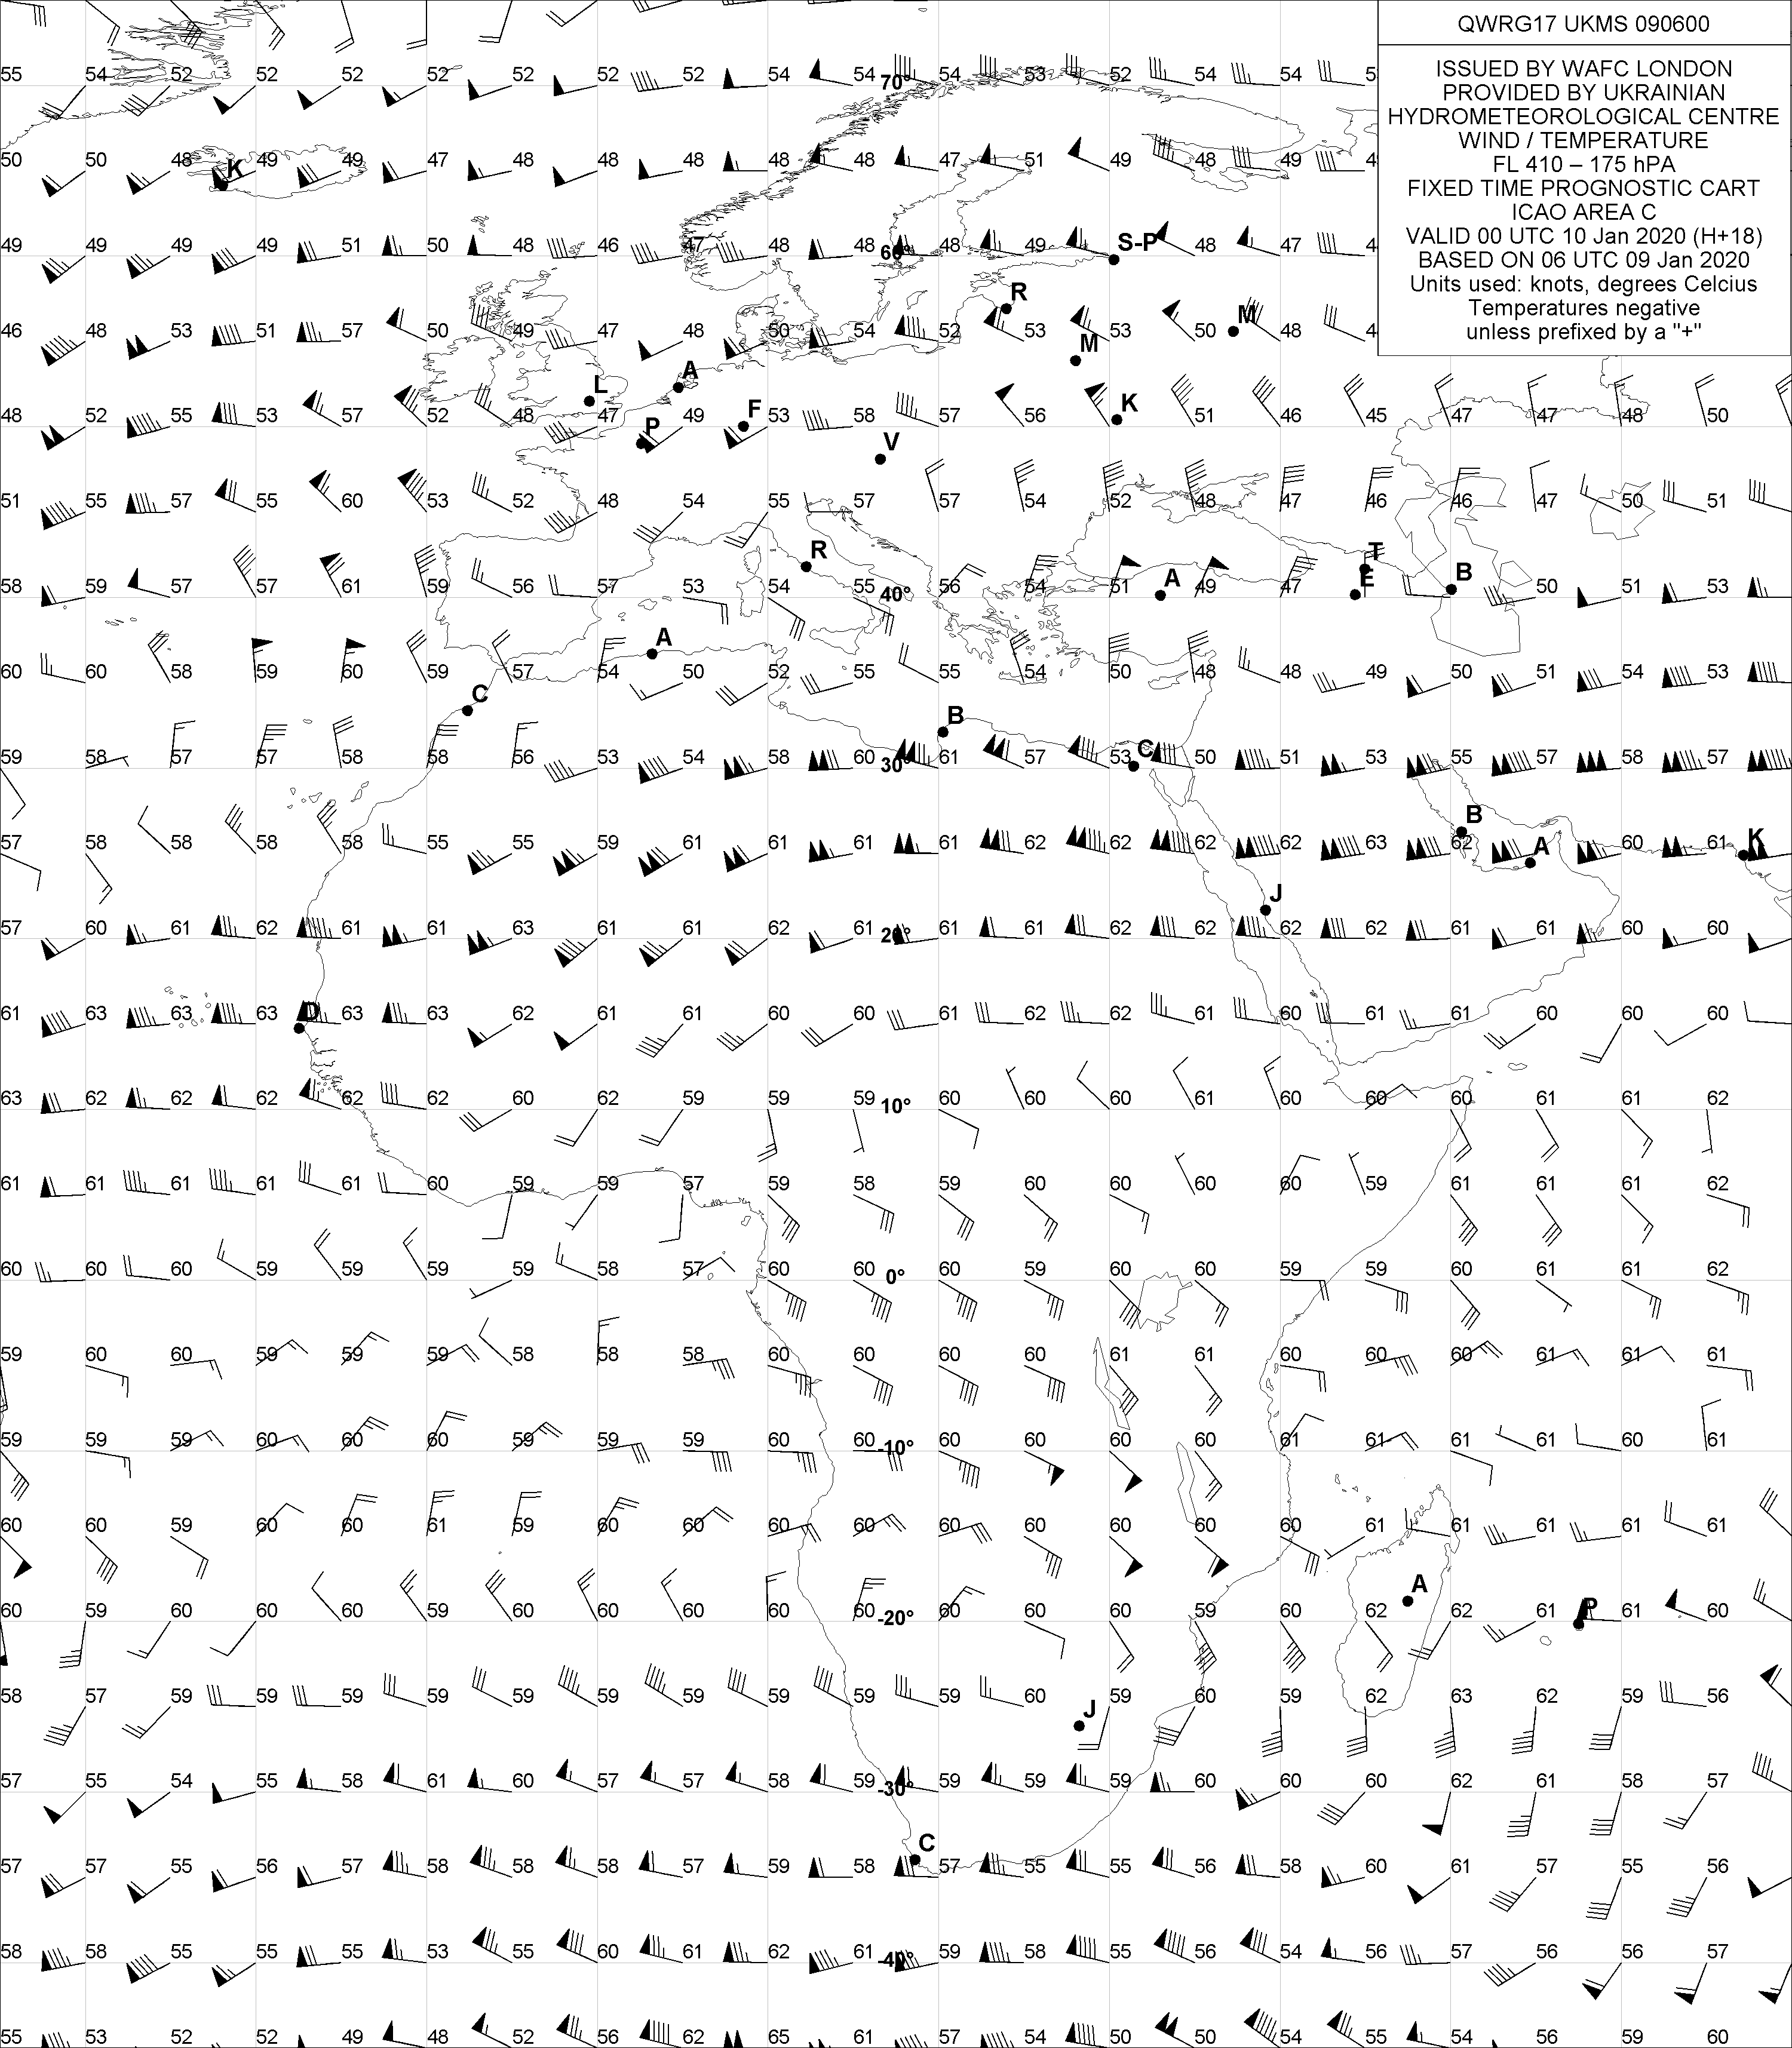 QWRG17 UKMS 090600
ISSUED BY WAFC LONDON
PROVIDED BY UKRAINIAN
HYDROMETEOROLOGICAL CENTRE
WIND / TEMPERATURE
FL 410 – 175 hPA
FIXED TIME PROGNOSTIC CART
ICAO AREA C
VALID 00 UTC 10 Jan 2020 (H+18)
BASED ON 06 UTC 09 Jan 2020
Units used: knots, degrees Celcius
Temperatures negative
unless prefixed by a "+"
55 54 52 52 52 52 52 52 52 54 54 70° 54 53 52 54 54 5
50 50 48 49 49 47 48 48 48 48 48 47 51 49 48 49 4
K
49 49 49 49 51 50 48 46 47 48 48 60° 48 49 S-P 48 47 4
R
46 48 53 51 57 50 49 47 48 50 54 52 53 53 50 M 48 4
M
A
L
48 52 55 53 57 52 48 47 49 53 58 57 56 51 46 45 47 47 48 50
P F K
V
51 55 57 55 60 53 52 48 54 55 57 57 54 52 48 47 46 46 47 50 51
R T
58 59 57 57 61 59 56 57 53 54 55 40° 56 54 51 49 47 50 51 53
A E B
A
60 60 58 59 60 59 57 54 50 52 55 55 54 50 48 48 49 50 51 54 53
C
B
59 58 57 57 58 58 56 53 54 58 60 30° 61 57 53 50 51 53 55 57 58 57
C
B
57 58 58 58 58 55 55 59 61 61 61 61 62 62 62 62 63 62 60 61
A K
J
57 60 61 62 61 61 63 61 61 62 61 20° 61 61 62 62 62 62 61 61 60 60
61 63 63 63 63 63 62 61 61 60 60 61 62 62 61 60 61 61 60 60 60
D
63 62 62 62 62 62 60 62 59 59 59 10° 60 60 60 61 60 60 60 61 61 62
61 61 61 61 61 60 59 59 57 59 58 59 60 60 60 60 59 61 61 61 62
60 60 60 59 59 59 59 58 57 60 60 0° 60 59 60 60 59 59 60 61 61 62
59 60 60 59 59 59 58 58 58 60 60 60 60 61 61 60 60 60 61 61 61
59 59 59 60 60 60 59 59 59 60 60 -10° 60 60 60 60 61 61 61 61 60 61
60 60 59 60 60 61 59 60 60 60 60 60 60 60 60 60 61 61 61 61 61
A
60 59 60 60 60 59 60 60 60 60 60 -20° 60 60 60 59 60 62 62 61 61 60
P
58 57 59 59 59 59 59 59 59 59 59 59 60 59 60 59 62 63 62 59 56
J
57 55 54 55 58 61 60 57 57 58 59 -30° 59 59 59 60 60 60 62 61 58 57
C
57 57 55 56 57 58 58 58 57 59 58 57 55 55 56 58 60 61 57 55 56
58 58 55 55 55 53 55 60 61 62 61 -40° 59 58 55 56 54 56 57 56 56 57
55 53 52 52 49 48 52 56 62 65 61 57 54 50 50 54 55 54 56 59 60